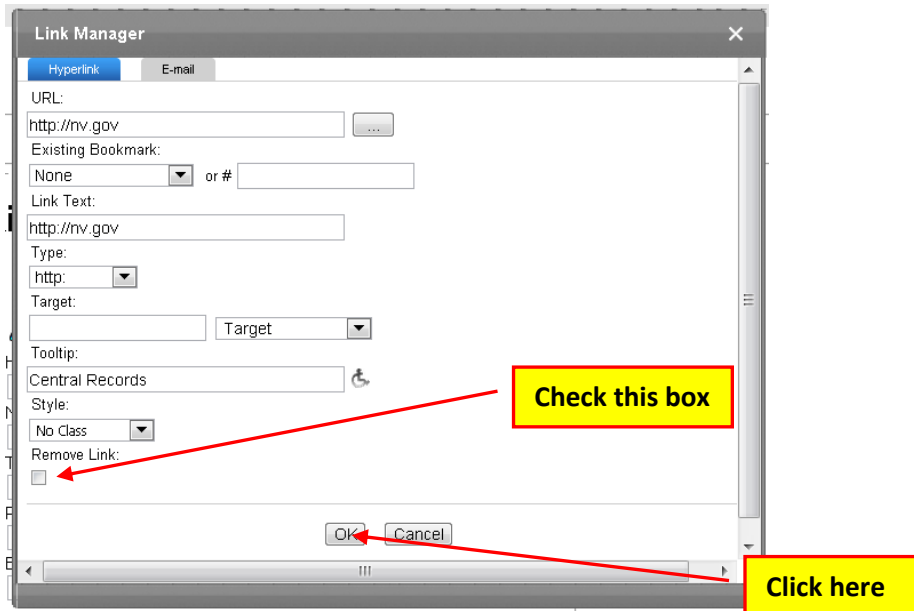 Link Manager
Hyperlink E-mail
URL:
http://nv.gov ...
Existing Bookmark:
None or #
Link Text:
http://nv.gov
Type:
http:
Target:
Target
Tooltip:
Central Records
Check this box
Style:
No Class
Remove Link:
OK Cancel
Click here